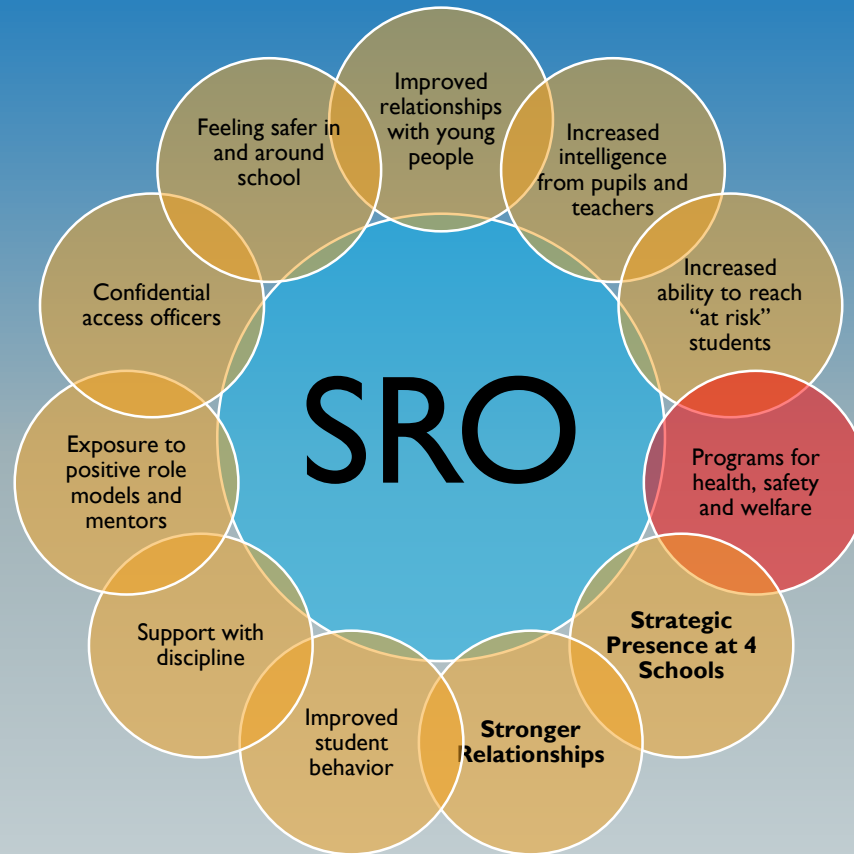 Improved
relationships
with young
people
Increased
intelligence
from pupils and
teachers
Increased
ability to reach
“at risk”
students
Programs for
health, safety
and welfare
Strategic
Presence at 4
Schools
Stronger
Relationships
Improved
student
behavior
Support with
discipline
Exposure to
positive role
models and
mentors
Confidential
access officers
Feeling safer in
and around
school
SRO